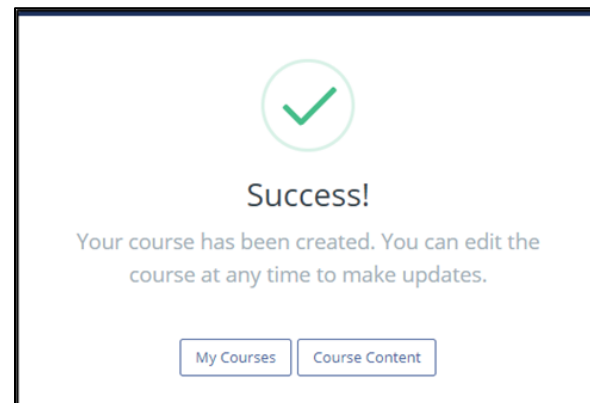 Success!
Your course has been created. You can edit the
course at any time to make updates.
My Courses
Course Content